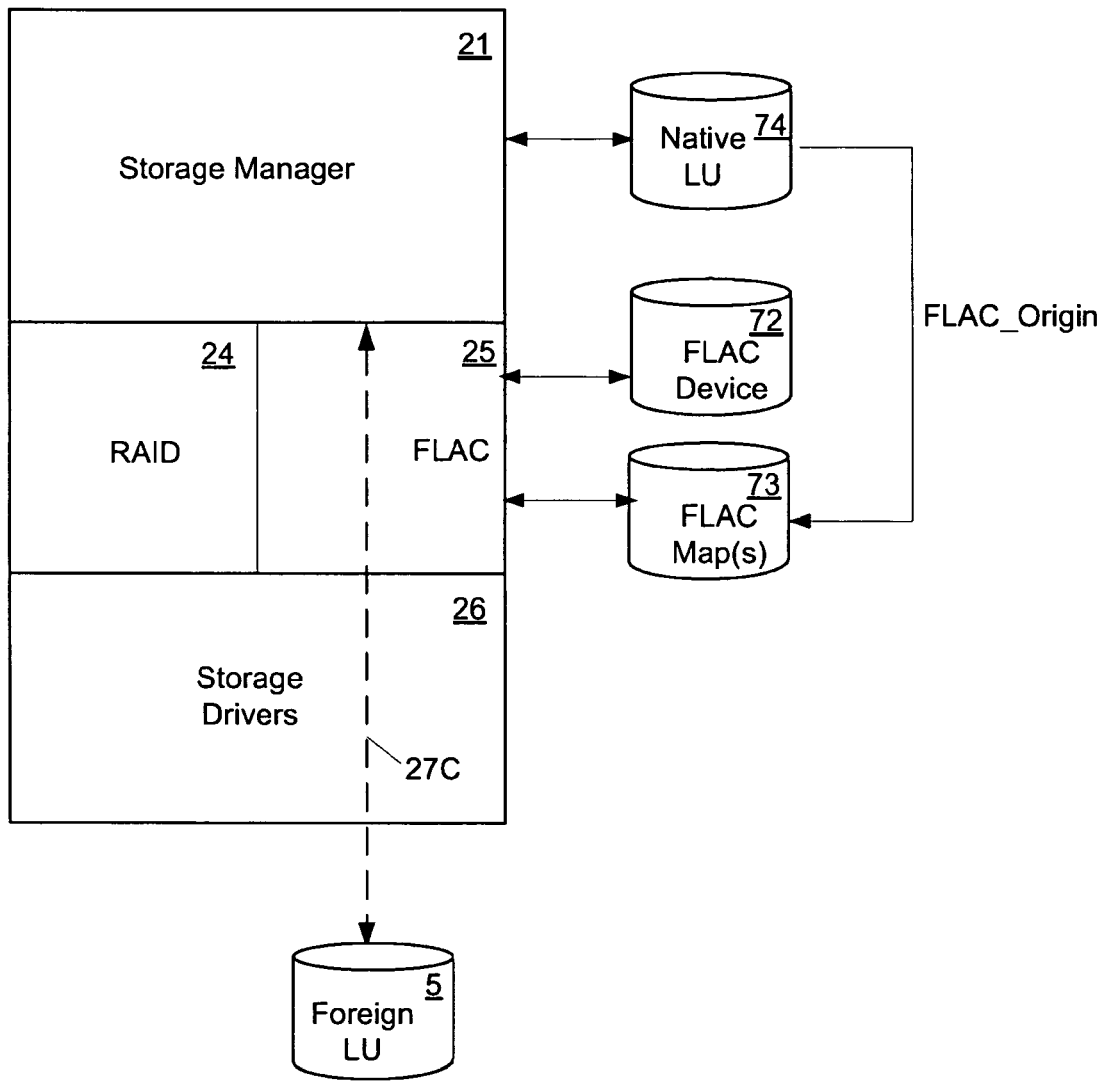 21
Storage Manager
Native 74
LU
FLAC_Origin
24
RAID
25
FLAC
72
FLAC
Device
73
FLAC
Map(s)
26
Storage
Drivers
27C
5
Foreign
LU